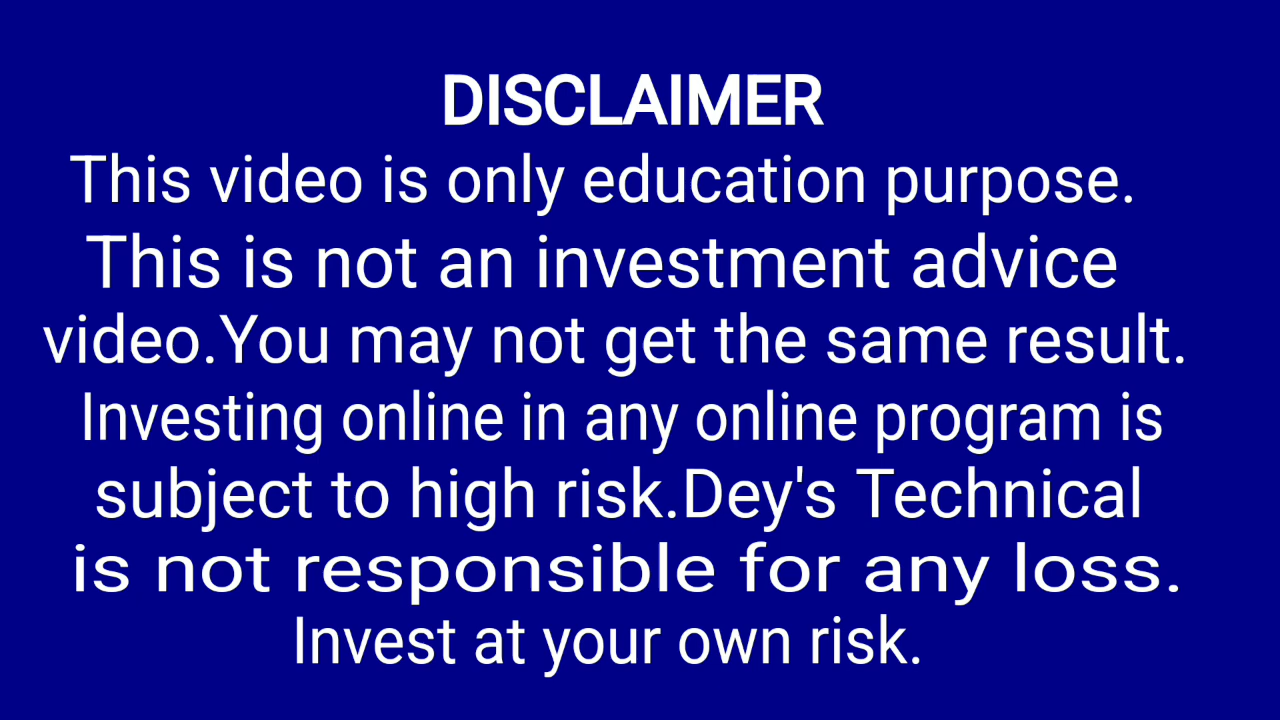 DISCLAIMER
This video is only education purpose.
This is not an investment advice
video.You may not get the same result.
Investing online in any online program is
subject to high risk.Dey's Technical
is not responsible for any loss.
Invest at your own risk.